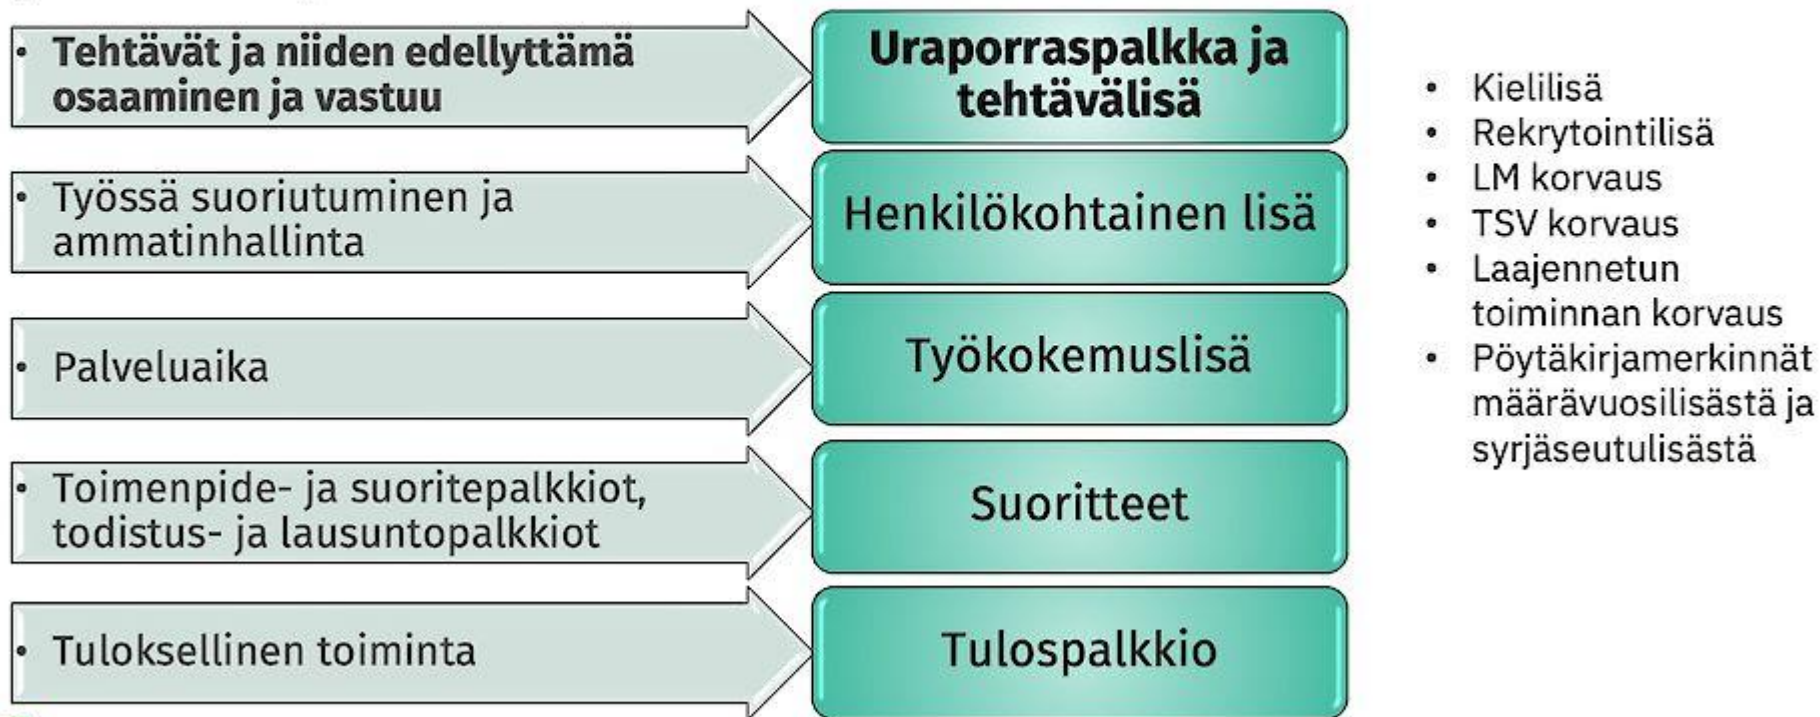 • Tehtävät ja niiden edellyttämä
osaaminen ja vastuu
Uraporraspalkka ja
tehtävälisä
• Työssä suoriutuminen ja
ammatinhallinta
Henkilökohtainen lisä
• Palveluaika
Työkokemuslisä
• Toimenpide- ja suoritepalkkiot,
todistus- ja lausuntopalkkiot
Suoritteet
• Tuloksellinen toiminta
Tulospalkkio
• Kielilisä
• Rekrytointilisä
• LM korvaus
• TSV korvaus
• Laajennetun
toiminnan korvaus
• Pöytäkirjamerkinnät
määrävuosilisästä ja
syrjäseutulisästä